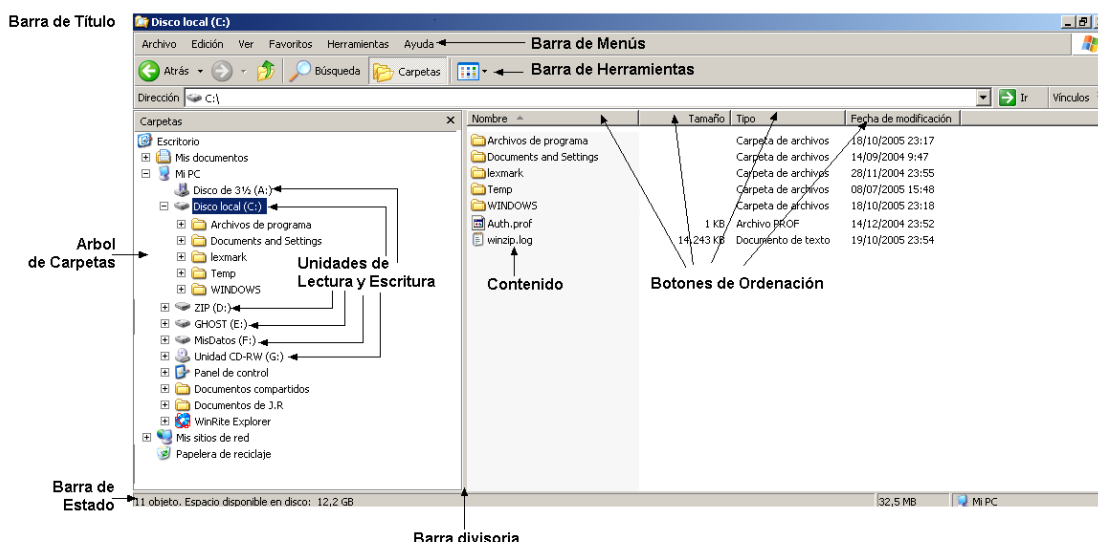 Barra de Título
Disco local (C:)
Archivo Edición Ver Favoritos Herramientas Ayuda
Barra de Menús
Atrás Búsqueda Carpetas
Barra de Herramientas
Dirección C:\ Ir Vínculos
Carpetas
Escritorio
Mis documentos
Mi PC
Disco de 3½ (A:)
Disco local (C:)
Archivos de programa
Documents and Settings
lexmark
Temp
WINDOWS
ZIP (D:)
GHOST (E:)
MisDatos (F:)
Unidad CD-RW (G:)
Panel de control
Documentos compartidos
Documentos de J.R
WinRite Explorer
Mis sitios de red
Papelera de reciclaje
Arbol
de Carpetas
Unidades de
Lectura y Escritura
Nombre Tamaño Tipo Fecha de modificación
Archivos de programa Carpeta de archivos 18/10/2005 23:17
Documents and Settings Carpeta de archivos 14/09/2004 9:47
lexmark Carpeta de archivos 28/11/2004 23:55
Temp Carpeta de archivos 08/07/2005 15:48
WINDOWS Carpeta de archivos 18/10/2005 23:18
Auth.prof 1 KB Archivo PROF 14/12/2004 23:52
winzip.log 14.243 KB Documento de texto 19/10/2005 23:54
Contenido
Botones de Ordenación
Barra de
Estado
11 objeto. Espacio disponible en disco: 12,2 GB 32,5 MB Mi PC
Barra divisoria